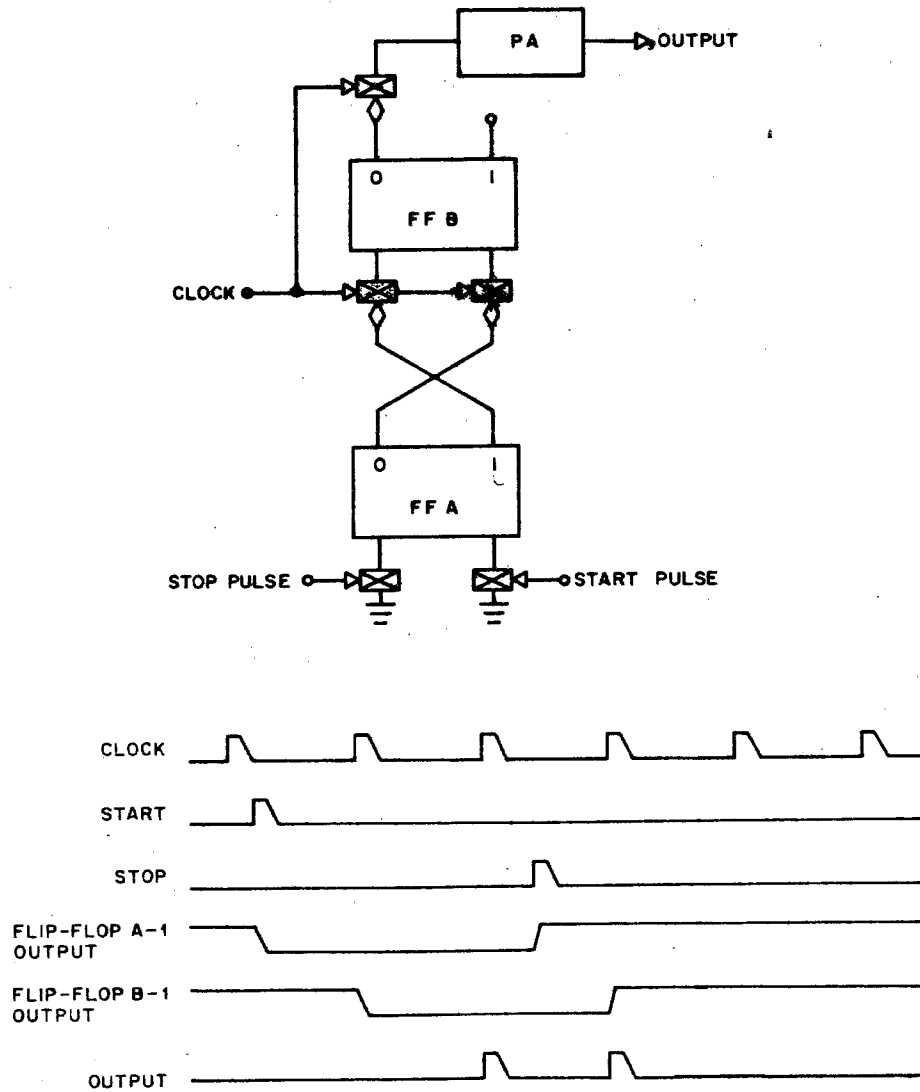 PA
OUTPUT
0 1
FF B
CLOCK
0 1
FF A
STOP PULSE
START PULSE
CLOCK
START
STOP
FLIP-FLOP A-1
OUTPUT
FLIP-FLOP B-1
OUTPUT
OUTPUT